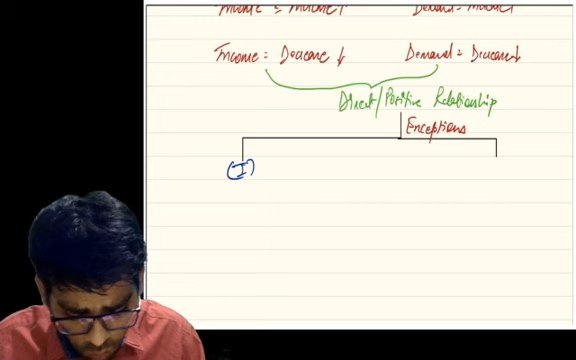 Income = Decrease ↓ Demand = Decrease↓
Direct/Positive Relationship
Exceptions
(I)